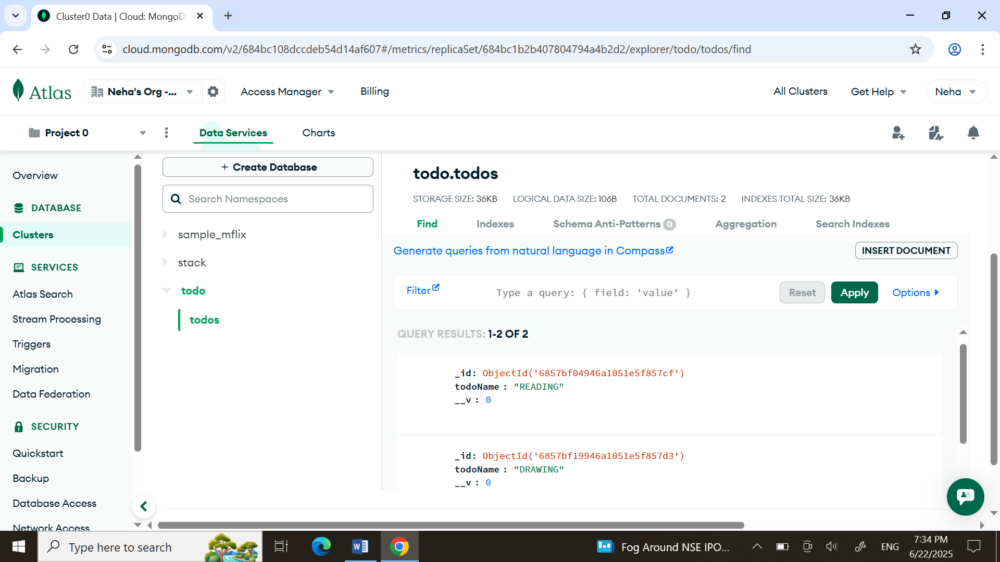 Cluster0 Data | Cloud: MongoD
cloud.mongodb.com/v2/684bc108dccdeb54d14af607#/metrics/replicaSet/684bc1b2b407804794a4b2d2/explorer/todo/todos/find
Atlas
Neha's Org -...
Access Manager
Billing
All Clusters
Get Help
Neha
Project 0
Data Services
Charts
Overview
DATABASE
Clusters
SERVICES
Atlas Search
Stream Processing
Triggers
Migration
Data Federation
SECURITY
Quickstart
Backup
Database Access
Network Access
+ Create Database
Search Namespaces
sample_mflix
stack
todo
todos
todo.todos
STORAGE SIZE: 36KB LOGICAL DATA SIZE: 106B TOTAL DOCUMENTS: 2 INDEXES TOTAL SIZE: 36KB
Find Indexes Schema Anti-Patterns 0 Aggregation Search Indexes
Generate queries from natural language in Compass
INSERT DOCUMENT
Filter
Type a query: { field: 'value' }
Reset
Apply
Options
QUERY RESULTS: 1-2 OF 2
_id: ObjectId('6857bf04946a1051e5f857cf')
todoName : "READING"
__v : 0
_id: ObjectId('6857bf19946a1051e5f857d3')
todoName : "DRAWING"
__v : 0
Type here to search
Fog Around NSE IPO...
ENG
7:34 PM
6/22/2025